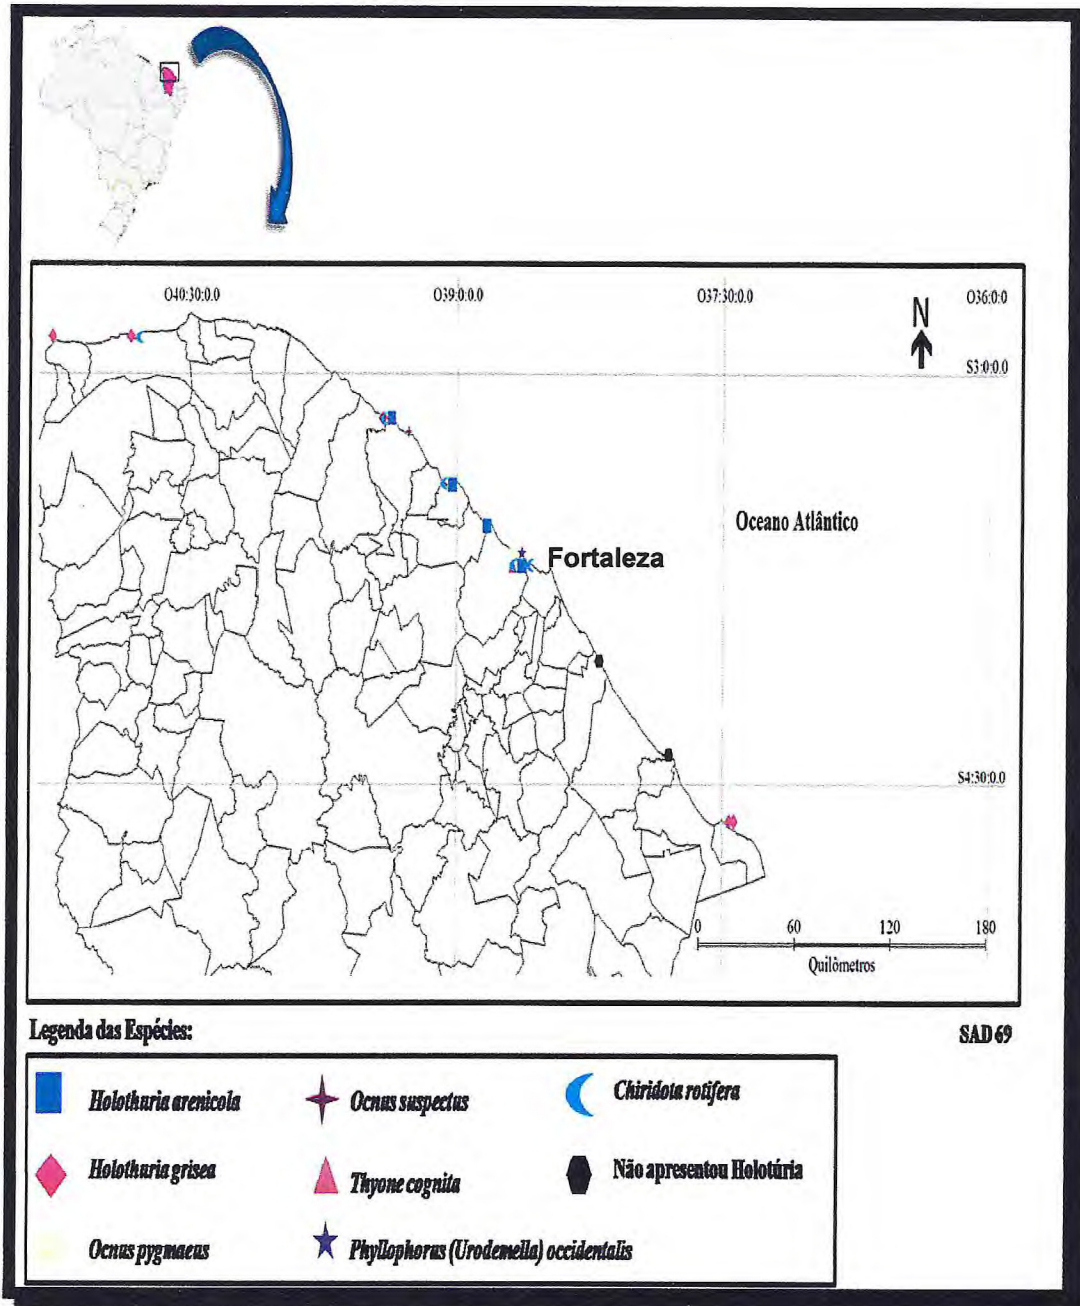 O40:30:0.0 O39:0:0.0 O37:30:0.0 O36:0:0
N
S3:0:0.0
Oceano Atlântico
Fortaleza
S4:30:0.0
0 60 120 180
Quilômetros
Legenda das Espécies: SAD 69
Holothuria arenicola Ocnus suspectus Chiridota rotifera
Holothuria grisea Thyone cognita Não apresentou Holotúria
Ocnus pygmaeus Phyllophorus (Urodemella) occidentalis